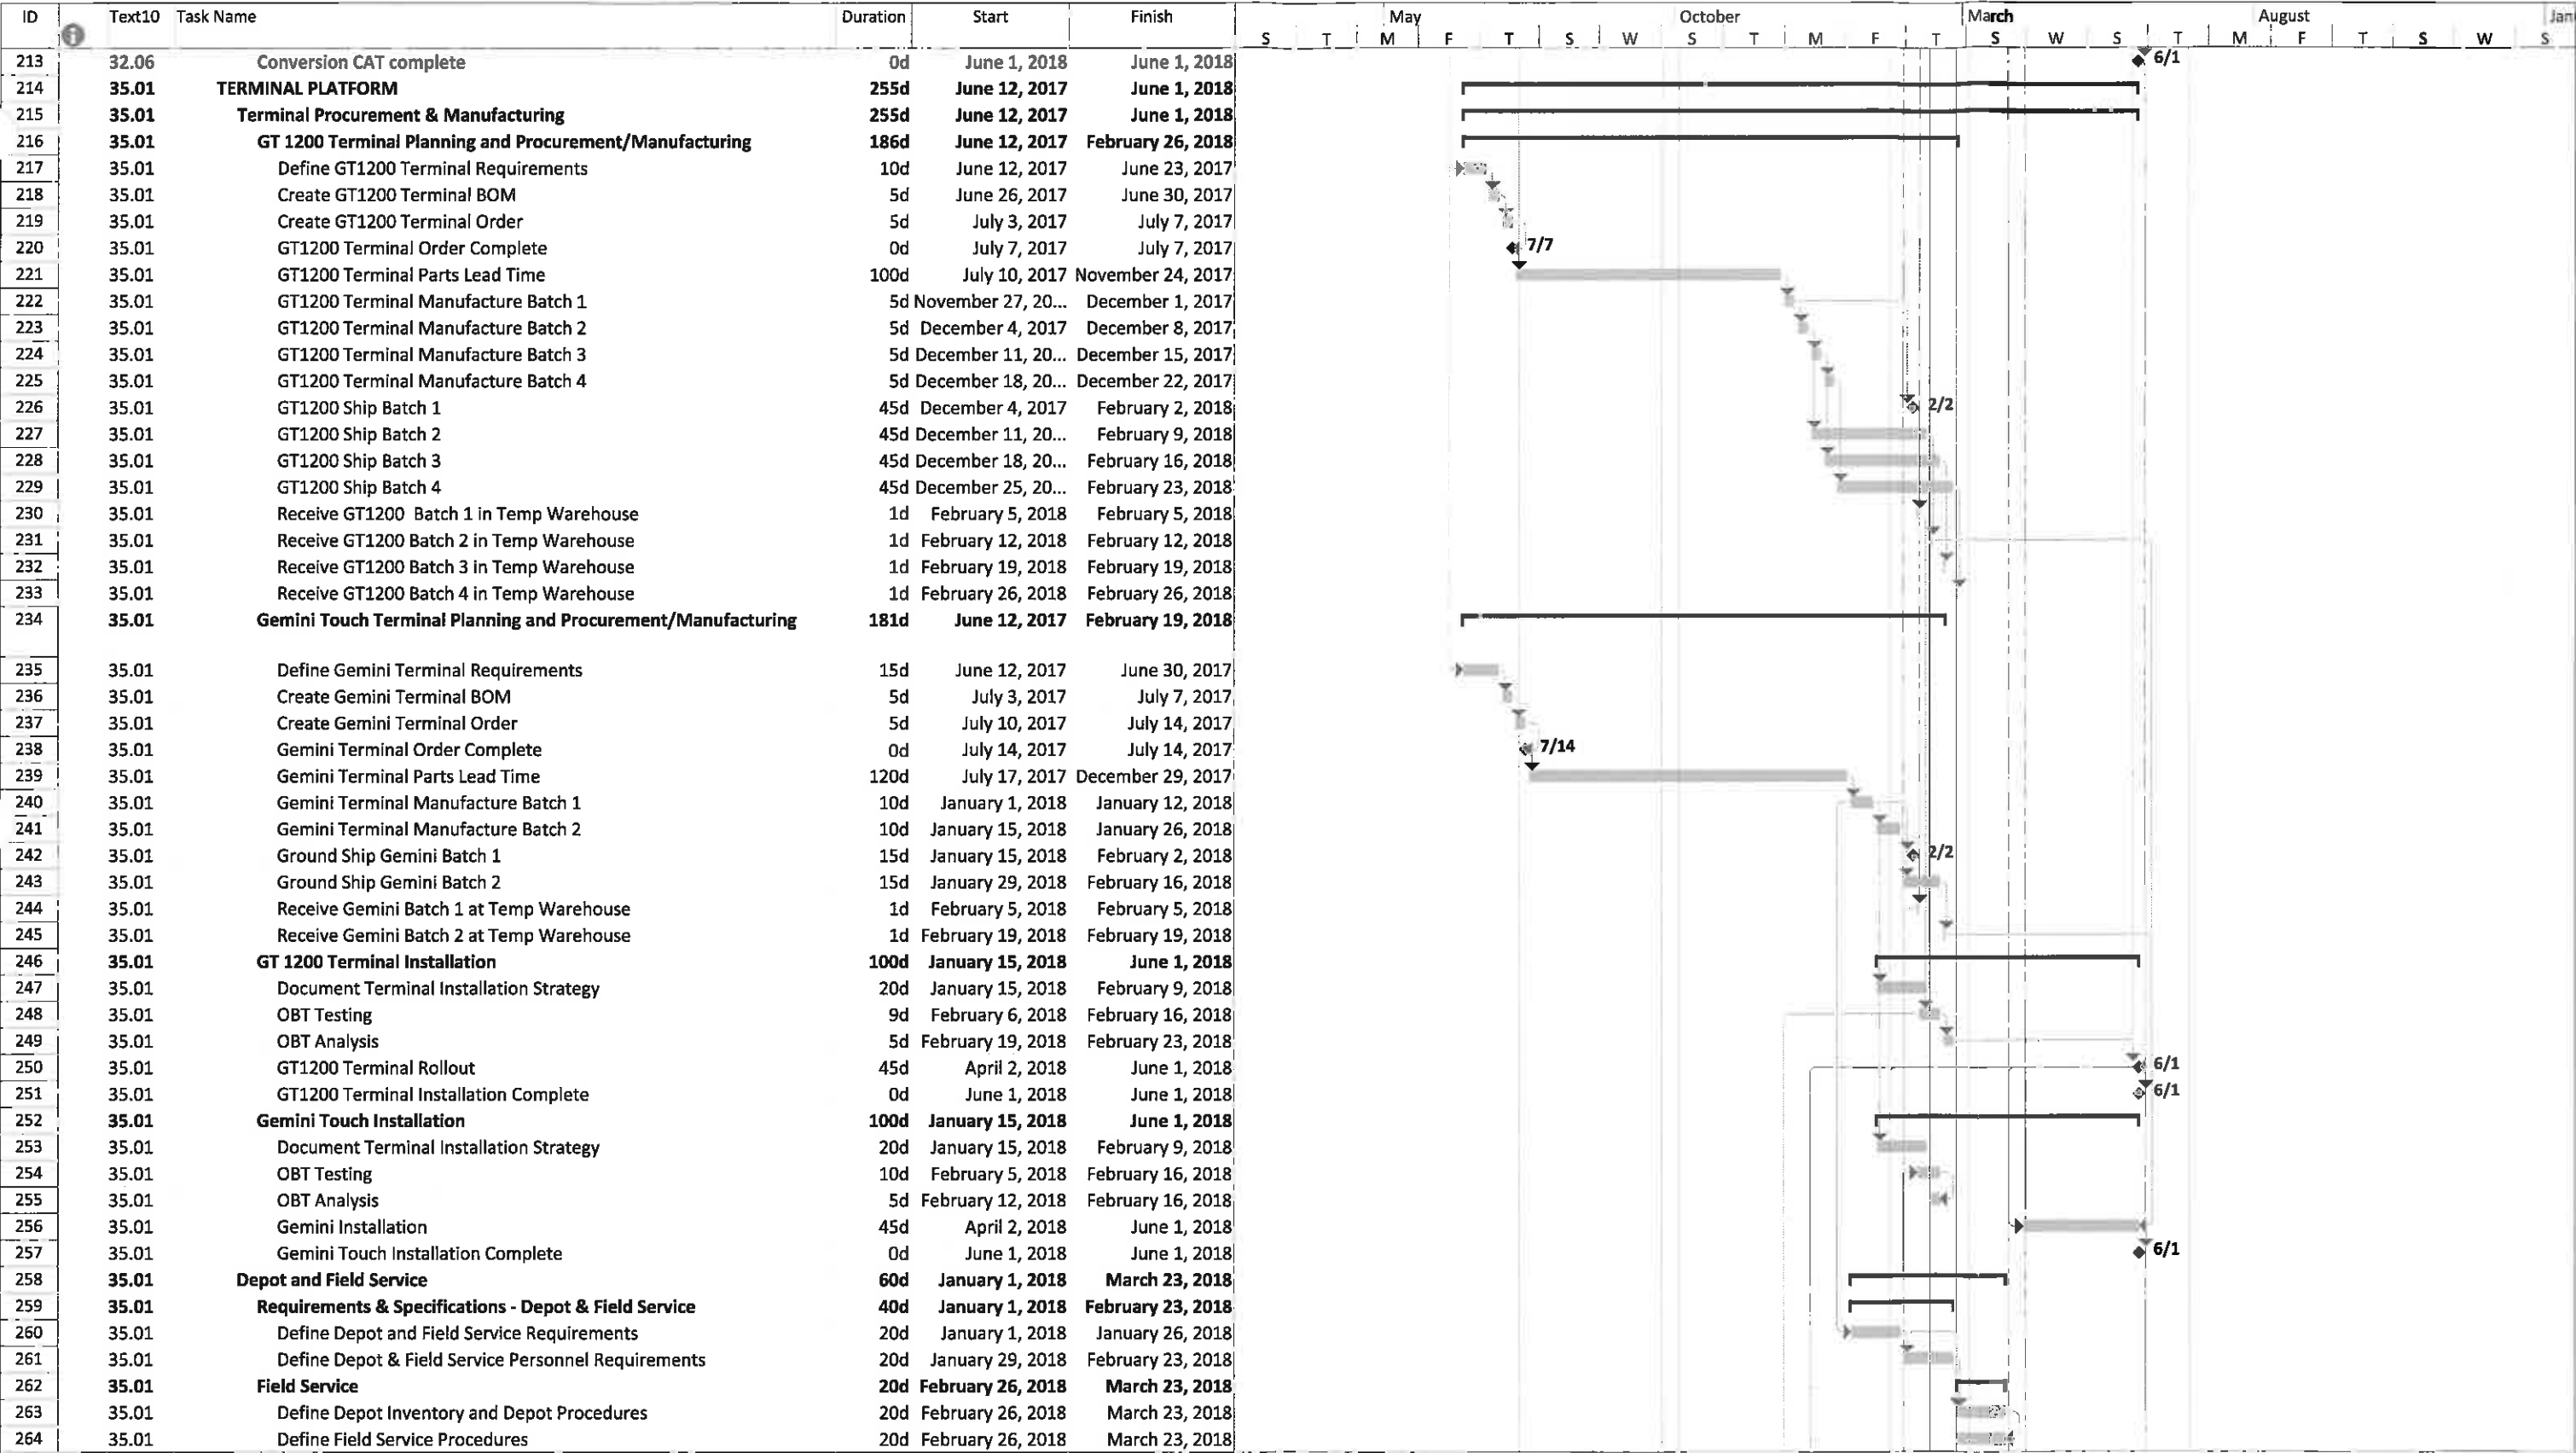 ID Text10 Task Name Duration Start Finish May October March August Jan
S T M F T S W S T M F T S W S T M F T S W S
213 32.06 Conversion CAT complete 0d June 1, 2018 June 1, 2018 6/1
214 35.01 TERMINAL PLATFORM 255d June 12, 2017 June 1, 2018
215 35.01 Terminal Procurement & Manufacturing 255d June 12, 2017 June 1, 2018
216 35.01 GT 1200 Terminal Planning and Procurement/Manufacturing 186d June 12, 2017 February 26, 2018
217 35.01 Define GT1200 Terminal Requirements 10d June 12, 2017 June 23, 2017
218 35.01 Create GT1200 Terminal BOM 5d June 26, 2017 June 30, 2017
219 35.01 Create GT1200 Terminal Order 5d July 3, 2017 July 7, 2017
220 35.01 GT1200 Terminal Order Complete 0d July 7, 2017 July 7, 2017 7/7
221 35.01 GT1200 Terminal Parts Lead Time 100d July 10, 2017 November 24, 2017
222 35.01 GT1200 Terminal Manufacture Batch 1 5d November 27, 20... December 1, 2017
223 35.01 GT1200 Terminal Manufacture Batch 2 5d December 4, 2017 December 8, 2017
224 35.01 GT1200 Terminal Manufacture Batch 3 5d December 11, 20... December 15, 2017
225 35.01 GT1200 Terminal Manufacture Batch 4 5d December 18, 20... December 22, 2017
226 35.01 GT1200 Ship Batch 1 45d December 4, 2017 February 2, 2018 2/2
227 35.01 GT1200 Ship Batch 2 45d December 11, 20... February 9, 2018
228 35.01 GT1200 Ship Batch 3 45d December 18, 20... February 16, 2018
229 35.01 GT1200 Ship Batch 4 45d December 25, 20... February 23, 2018
230 35.01 Receive GT1200 Batch 1 in Temp Warehouse 1d February 5, 2018 February 5, 2018
231 35.01 Receive GT1200 Batch 2 in Temp Warehouse 1d February 12, 2018 February 12, 2018
232 35.01 Receive GT1200 Batch 3 in Temp Warehouse 1d February 19, 2018 February 19, 2018
233 35.01 Receive GT1200 Batch 4 in Temp Warehouse 1d February 26, 2018 February 26, 2018
234 35.01 Gemini Touch Terminal Planning and Procurement/Manufacturing 181d June 12, 2017 February 19, 2018
235 35.01 Define Gemini Terminal Requirements 15d June 12, 2017 June 30, 2017
236 35.01 Create Gemini Terminal BOM 5d July 3, 2017 July 7, 2017
237 35.01 Create Gemini Terminal Order 5d July 10, 2017 July 14, 2017
238 35.01 Gemini Terminal Order Complete 0d July 14, 2017 July 14, 2017 7/14
239 35.01 Gemini Terminal Parts Lead Time 120d July 17, 2017 December 29, 2017
240 35.01 Gemini Terminal Manufacture Batch 1 10d January 1, 2018 January 12, 2018
241 35.01 Gemini Terminal Manufacture Batch 2 10d January 15, 2018 January 26, 2018
242 35.01 Ground Ship Gemini Batch 1 15d January 15, 2018 February 2, 2018 2/2
243 35.01 Ground Ship Gemini Batch 2 15d January 29, 2018 February 16, 2018
244 35.01 Receive Gemini Batch 1 at Temp Warehouse 1d February 5, 2018 February 5, 2018
245 35.01 Receive Gemini Batch 2 at Temp Warehouse 1d February 19, 2018 February 19, 2018
246 35.01 GT 1200 Terminal Installation 100d January 15, 2018 June 1, 2018
247 35.01 Document Terminal Installation Strategy 20d January 15, 2018 February 9, 2018
248 35.01 OBT Testing 9d February 6, 2018 February 16, 2018
249 35.01 OBT Analysis 5d February 19, 2018 February 23, 2018
250 35.01 GT1200 Terminal Rollout 45d April 2, 2018 June 1, 2018 6/1
251 35.01 GT1200 Terminal Installation Complete 0d June 1, 2018 June 1, 2018 6/1
252 35.01 Gemini Touch Installation 100d January 15, 2018 June 1, 2018
253 35.01 Document Terminal Installation Strategy 20d January 15, 2018 February 9, 2018
254 35.01 OBT Testing 10d February 5, 2018 February 16, 2018
255 35.01 OBT Analysis 5d February 12, 2018 February 16, 2018
256 35.01 Gemini Installation 45d April 2, 2018 June 1, 2018
257 35.01 Gemini Touch Installation Complete 0d June 1, 2018 June 1, 2018 6/1
258 35.01 Depot and Field Service 60d January 1, 2018 March 23, 2018
259 35.01 Requirements & Specifications - Depot & Field Service 40d January 1, 2018 February 23, 2018
260 35.01 Define Depot and Field Service Requirements 20d January 1, 2018 January 26, 2018
261 35.01 Define Depot & Field Service Personnel Requirements 20d January 29, 2018 February 23, 2018
262 35.01 Field Service 20d February 26, 2018 March 23, 2018
263 35.01 Define Depot Inventory and Depot Procedures 20d February 26, 2018 March 23, 2018
264 35.01 Define Field Service Procedures 20d February 26, 2018 March 23, 2018